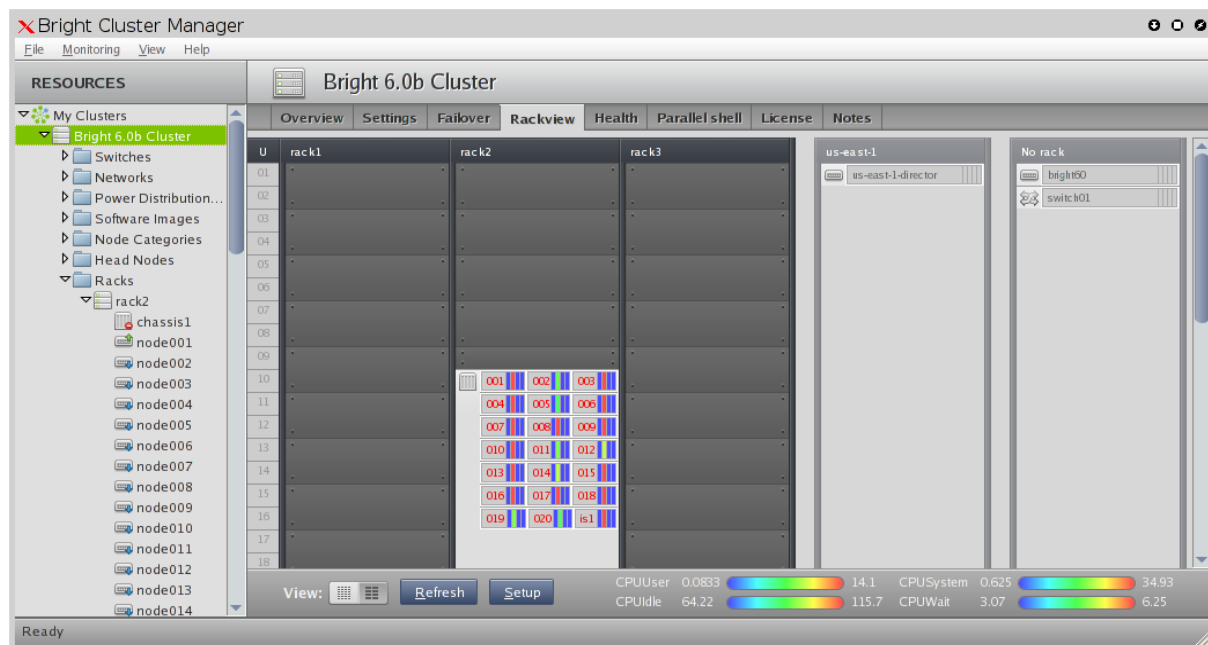 Bright Cluster Manager
File Monitoring View Help
RESOURCES
Bright 6.0b Cluster
My Clusters
Bright 6.0b Cluster
Switches
Networks
Power Distribution...
Software Images
Node Categories
Head Nodes
Racks
rack2
chassis1
node001
node002
node003
node004
node005
node006
node007
node008
node009
node010
node011
node012
node013
node014
Overview Settings Failover Rackview Health Parallel shell License Notes
U rack1 rack2 rack3 us-east-1 No rack
01 us-east-1-director bright60
02 switch01
03
04
05
06
07
08
09
10 001 002 003
11 004 005 006
12 007 008 009
13 010 011 012
14 013 014 015
15 016 017 018
16 019 020 is1
17
18
View: Refresh Setup
CPUUser 0.0833 14.1 CPUSystem 0.625 34.93
CPUIdle 64.22 115.7 CPUWait 3.07 6.25
Ready